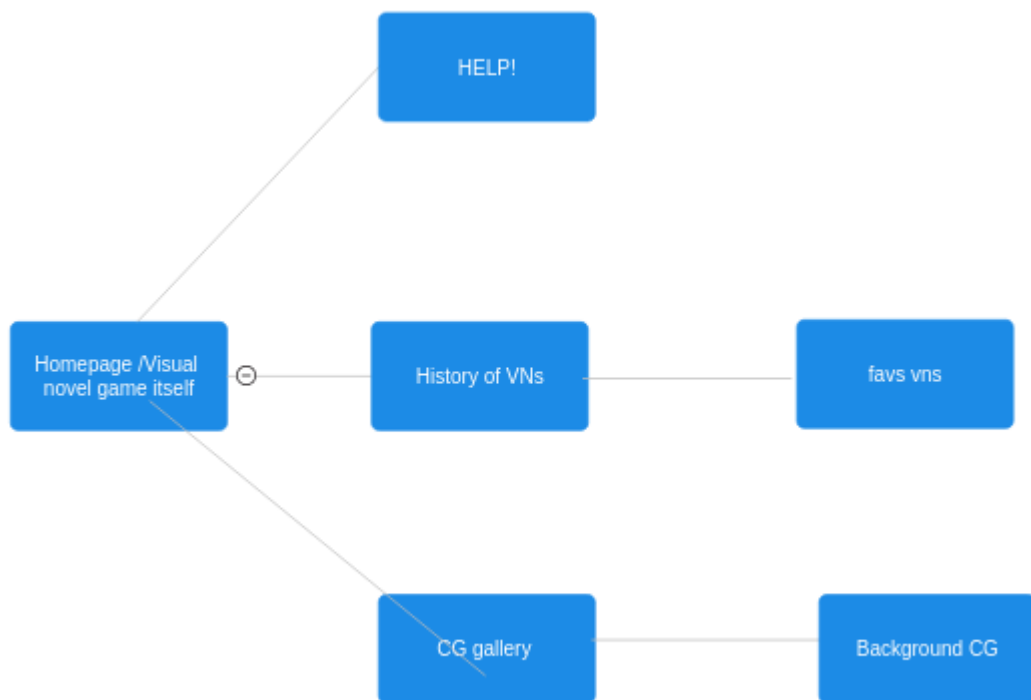 HELP!
Homepage /Visual
novel game itself
History of VNs
favs vns
CG gallery
Background CG